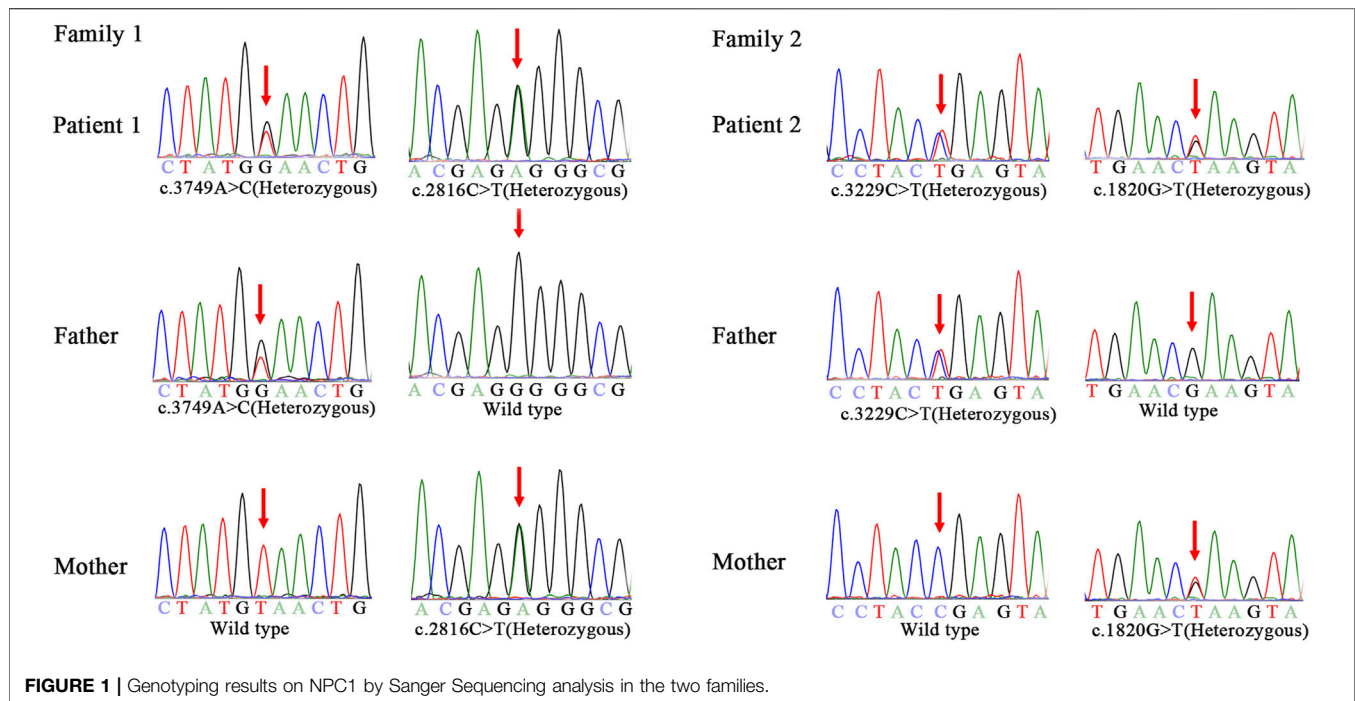 Family 1
Family 2
Patient 1
C T A T G G A A C T G
c.3749A>C(Heterozygous)
A C G A G A G G G C G
c.2816C>T(Heterozygous)
Patient 2
C C T A C T G A G T A
c.3229C>T(Heterozygous)
T G A A C T A A G T A
c.1820G>T(Heterozygous)
Father
C T A T G G A A C T G
c.3749A>C(Heterozygous)
A C G A G G G G G C G
Wild type
C C T A C T G A G T A
c.3229C>T(Heterozygous)
T G A A C G A A G T A
Wild type
Mother
C T A T G T A A C T G
Wild type
A C G A G A G G G C G
c.2816C>T(Heterozygous)
C C T A C C G A G T A
Wild type
T G A A C T A A G T A
c.1820G>T(Heterozygous)
FIGURE 1 | Genotyping results on NPC1 by Sanger Sequencing analysis in the two families.